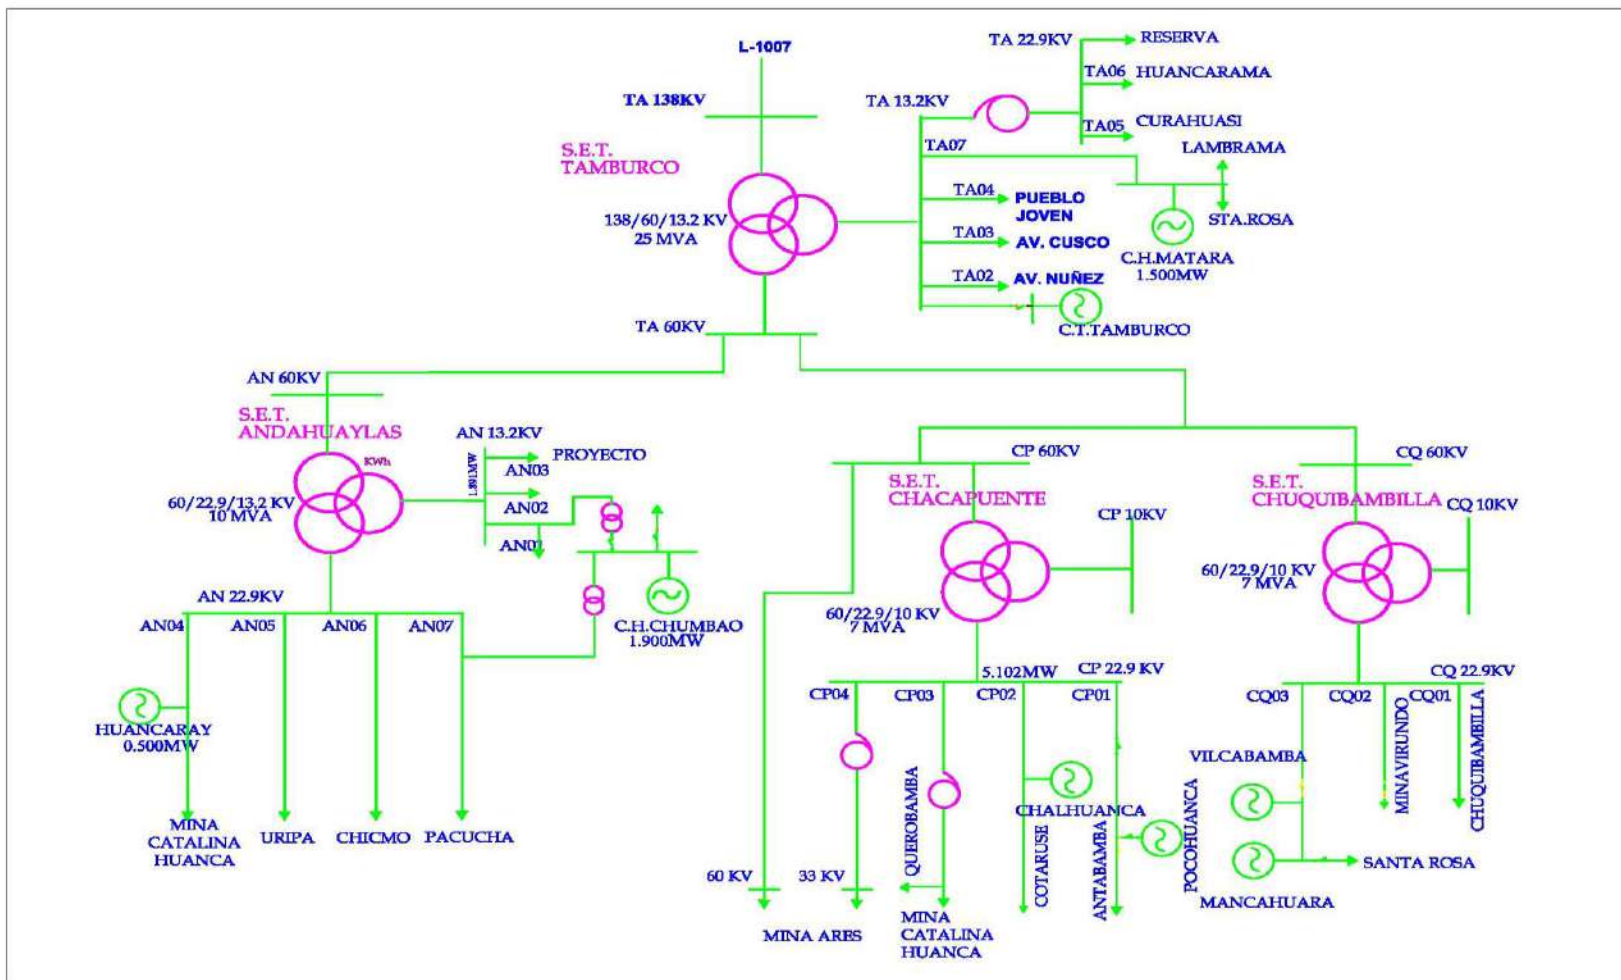 L-1007
TA 138KV
S.E.T.
TAMBURCO
138/60/13.2 KV
25 MVA
TA 60KV
TA 22.9KV
RESERVA
TA06
HUANCARAMA
TA05
CURAHUASI
TA 13.2KV
TA07
LAMBRAMA
STA.ROSA
C.H.MATARA
1.500MW
TA04
PUEBLO
JOVEN
TA03
AV. CUSCO
TA02
AV. NUÑEZ
C.T.TAMBURCO
AN 60KV
S.E.T.
ANDAHUAYLAS
KWh
60/22.9/13.2 KV
10 MVA
AN 13.2KV
1.891MW
PROYECTO
AN03
AN02
AN01
C.H.CHUMBAO
1.900MW
AN 22.9KV
AN04
AN05
AN06
AN07
HUANCARAY
0.500MW
MINA
CATALINA
HUANCA
URIPA
CHICMO
PACUCHA
CP 60KV
S.E.T.
CHACAPUENTE
CP 10KV
60/22.9/10 KV
7 MVA
5.102MW
CP 22.9 KV
CP04
CP03
CP02
CP01
60 KV
33 KV
MINA ARES
QUEROBAMBA
MINA
CATALINA
HUANCA
CHALHUANCA
COTARUSE
ANTABAMBA
POCOHUANCA
CQ 60KV
S.E.T.
CHUQUIBAMBILLA
CQ 10KV
60/22.9/10 KV
7 MVA
CQ 22.9KV
CQ03
CQ02
CQ01
VILCABAMBA
MINAVIRUNDO
CHUQUIBAMBILLA
SANTA ROSA
MANCAHUARA